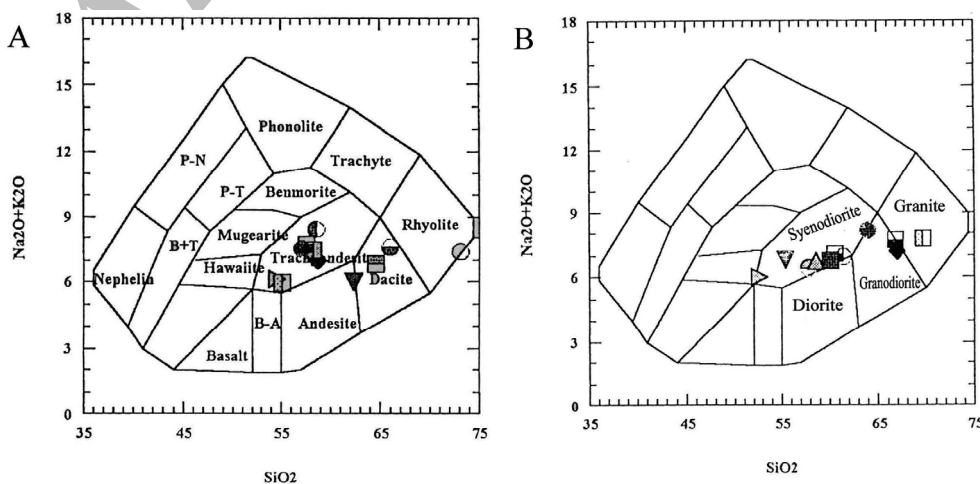 A
18
15
12
9
6
3
0
Na2O+K2O
35
45
55
65
75
SiO2
Phonolite
P-N
Trachyte
P-T
Benmorite
Rhyolite
Mugearite
B+T
Hawaiite
Nephelin
Dacite
B-A
Andesite
Basalt
B
18
15
12
9
6
3
0
Na2O+K2O
36
45
55
65
75
SiO2
Granite
Syenodiorite
Granodiorite
Diorite